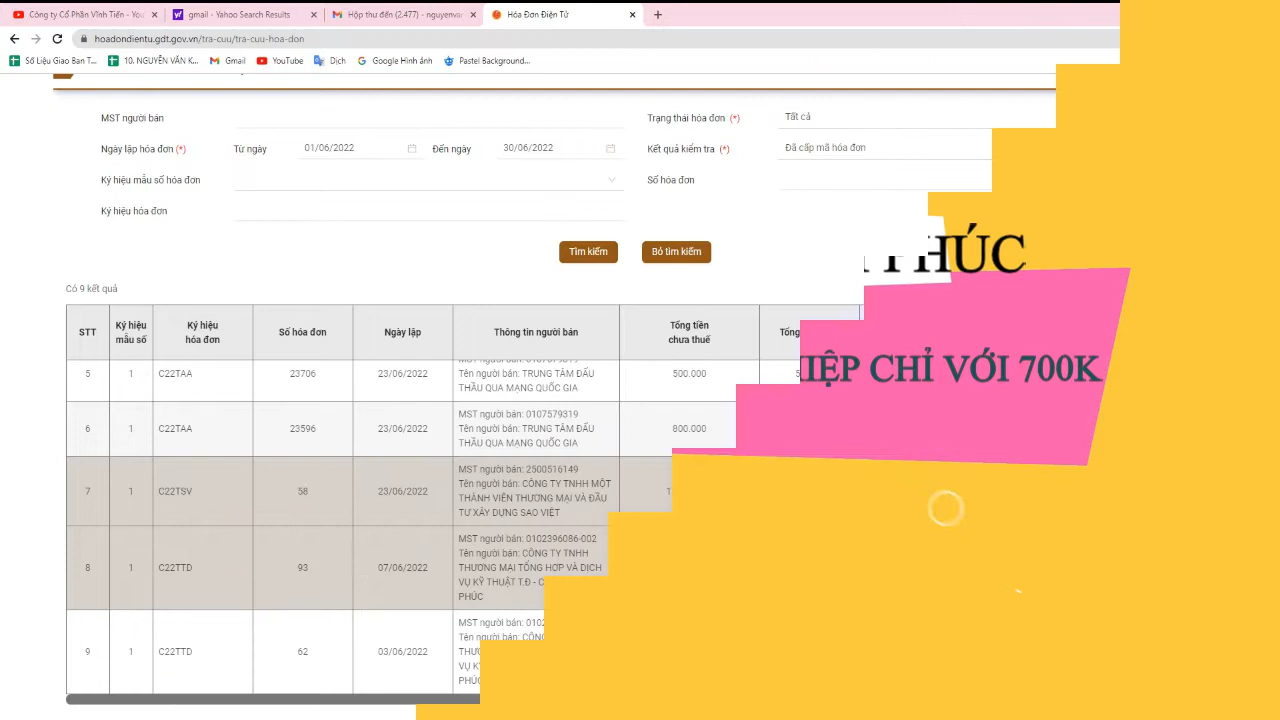 Công ty Cổ Phần Vĩnh Tiến - You
gmail - Yahoo Search Results
Hộp thư đến (2.477) - nguyenva
Hóa Đơn Điện Tử
hoadondientu.gdt.gov.vn/tra-cuu/tra-cuu-hoa-don
Số Liệu Giao Ban T...
10. NGUYỄN VĂN K...
Gmail
YouTube
Dịch
Google Hình ảnh
Pastel Background...
MST người bán
Trạng thái hóa đơn (*)
Tất cả
Ngày lập hóa đơn (*)
Từ ngày
01/06/2022
Đến ngày
30/06/2022
Kết quả kiểm tra (*)
Đã cấp mã hóa đơn
Ký hiệu mẫu số hóa đơn
Số hóa đơn
Ký hiệu hóa đơn
HÚC
Tìm kiếm
Bỏ tìm kiếm
Có 9 kết quả
STT
Ký hiệu mẫu số
Ký hiệu hóa đơn
Số hóa đơn
Ngày lập
Thông tin người bán
Tổng tiền chưa thuế
Tổng
IỆP CHỈ VỚI 700K
5 1 C22TAA 23706 23/06/2022
MST người bán: 0107579319
Tên người bán: TRUNG TÂM ĐẤU
THẦU QUA MẠNG QUỐC GIA
500.000
6 1 C22TAA 23596 23/06/2022
MST người bán: 0107579319
Tên người bán: TRUNG TÂM ĐẤU
THẦU QUA MẠNG QUỐC GIA
800.000
7 1 C22TSV 58 23/06/2022
MST người bán: 2500516149
Tên người bán: CÔNG TY TNHH MỘT
THÀNH VIÊN THƯƠNG MẠI VÀ ĐẦU
TƯ XÂY DỰNG SAO VIỆT
1
8 1 C22TTD 93 07/06/2022
MST người bán: 0102396086-002
Tên người bán: CÔNG TY TNHH
THƯƠNG MẠI TỔNG HỢP VÀ DỊCH
VỤ KỸ THUẬT T.Đ - C
PHÚC
9 1 C22TTD 62 03/06/2022
MST người bán: 010
Tên người bán: CÔN
THƯ
VỤ K
PHÚC